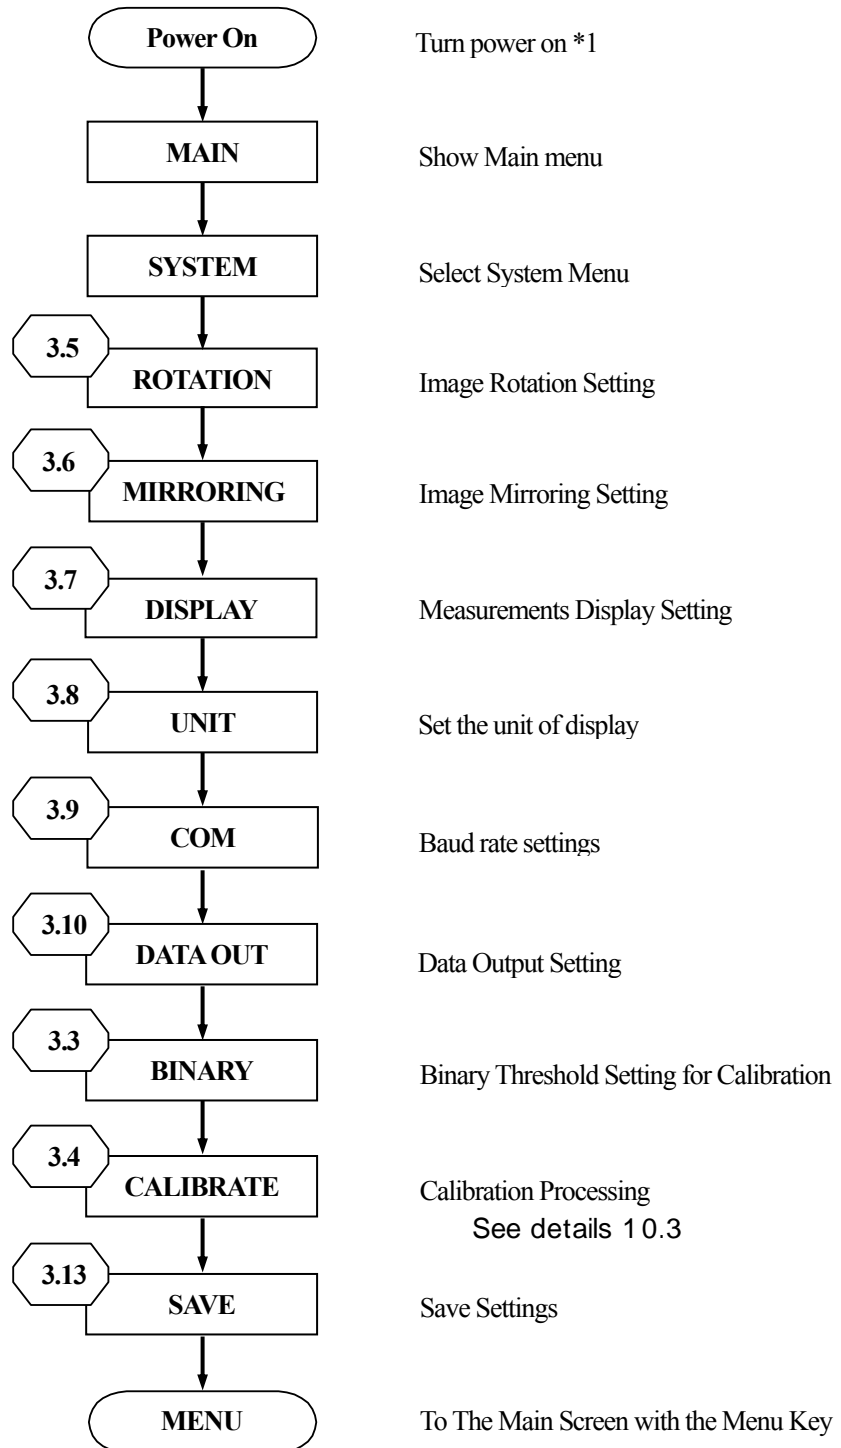 Power On
Turn power on *1
MAIN
Show Main menu
SYSTEM
Select System Menu
3.5
ROTATION
Image Rotation Setting
3.6
MIRRORING
Image Mirroring Setting
3.7
DISPLAY
Measurements Display Setting
3.8
UNIT
Set the unit of display
3.9
COM
Baud rate settings
3.10
DATA OUT
Data Output Setting
3.3
BINARY
Binary Threshold Setting for Calibration
3.4
CALIBRATE
Calibration Processing
See details 10.3
3.13
SAVE
Save Settings
MENU
To The Main Screen with the Menu Key